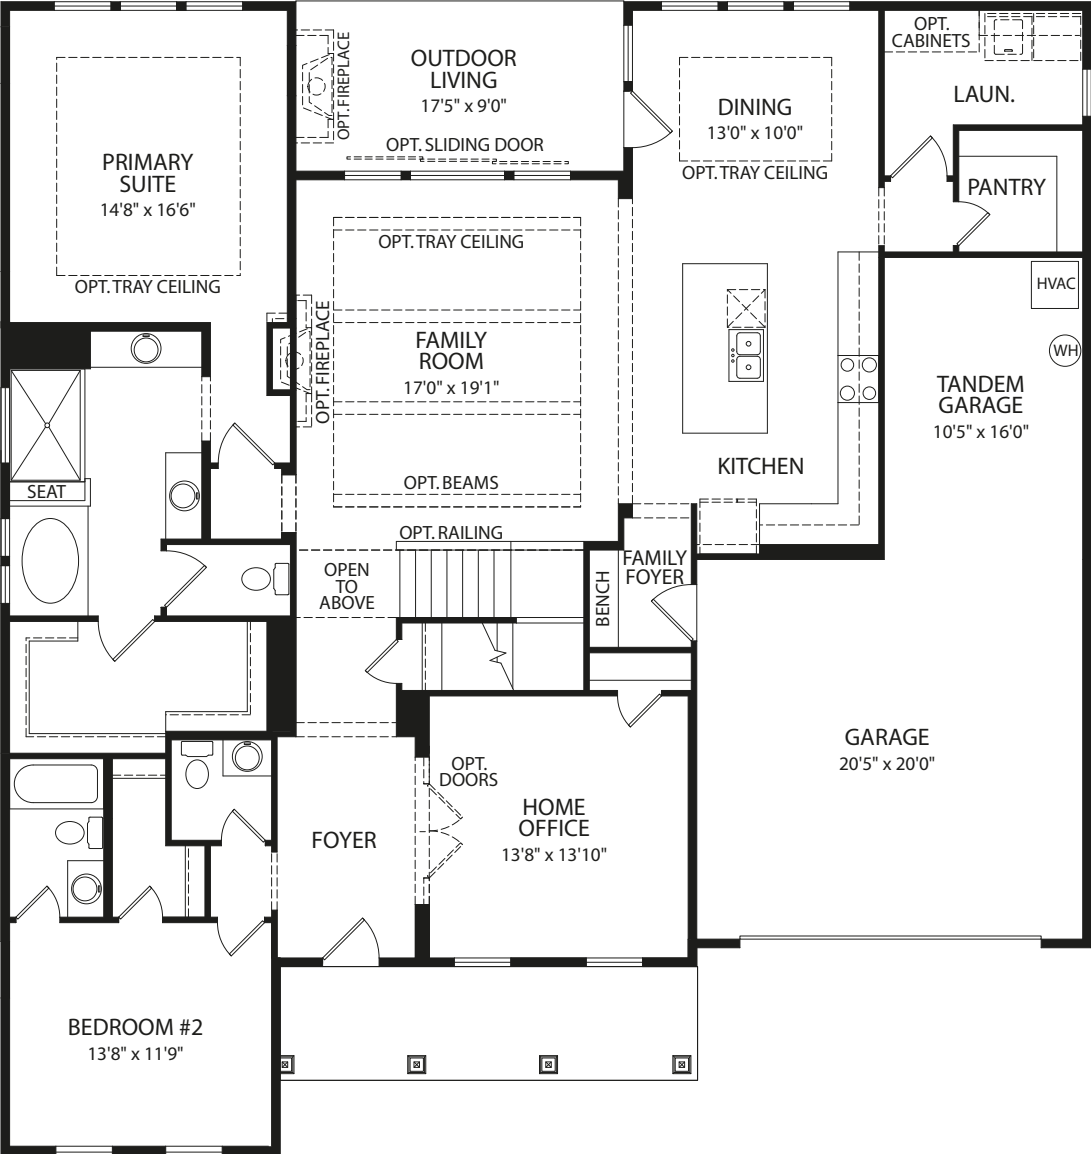 OPT.
CABINETS
OUTDOOR
LIVING
17'5" x 9'0"
OPT. FIREPLACE
OPT. SLIDING DOOR
DINING
13'0" x 10'0"
OPT. TRAY CEILING
LAUN.
PANTRY
PRIMARY
SUITE
14'8" x 16'6"
OPT. TRAY CEILING
OPT. TRAY CEILING
HVAC
WH
OPT. FIREPLACE
FAMILY
ROOM
17'0" x 19'1"
TANDEM
GARAGE
10'5" x 16'0"
KITCHEN
SEAT
OPT. BEAMS
OPT. RAILING
OPEN
TO
ABOVE
BENCH
FAMILY
FOYER
GARAGE
20'5" x 20'0"
OPT.
DOORS
HOME
OFFICE
13'8" x 13'10"
FOYER
BEDROOM #2
13'8" x 11'9"